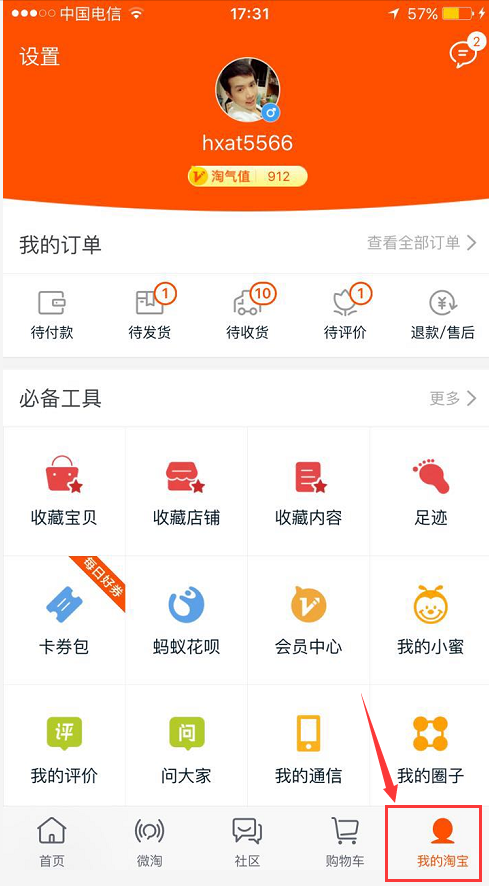 中国电信 17:31 57%
设置 2
hxat5566
淘气值 912
我的订单 查看全部订单
1 10 1
待付款 待发货 待收货 待评价 退款/售后
必备工具 更多
收藏宝贝 收藏店铺 收藏内容 足迹
每日好券
卡券包 蚂蚁花呗 会员中心 我的小蜜
评 问
我的评价 问大家 我的通信 我的圈子
首页 微淘 社区 购物车 我的淘宝